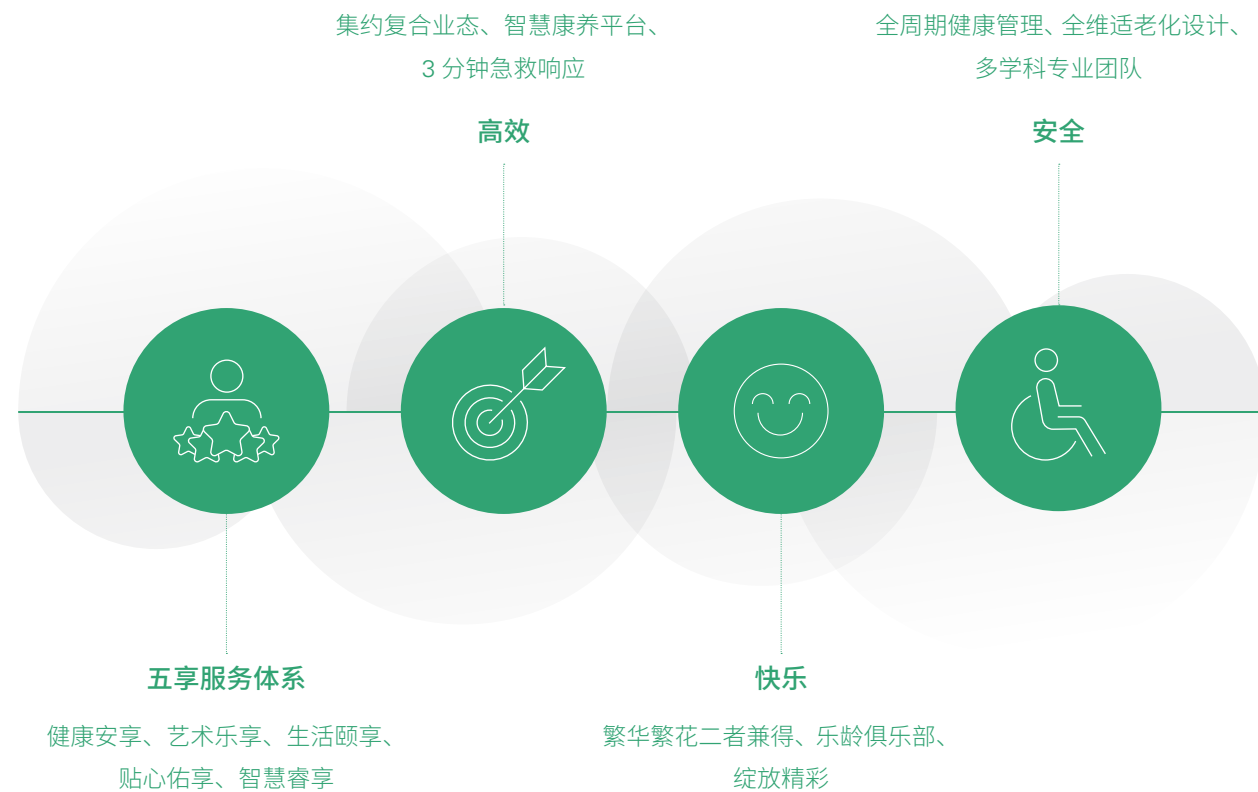 集约复合业态、智慧康养平台、
3 分钟急救响应
高效
全周期健康管理、全维适老化设计、
多学科专业团队
安全
五享服务体系
健康安享、艺术乐享、生活颐享、
贴心佑享、智慧睿享
快乐
繁华繁花二者兼得、乐龄俱乐部、
绽放精彩